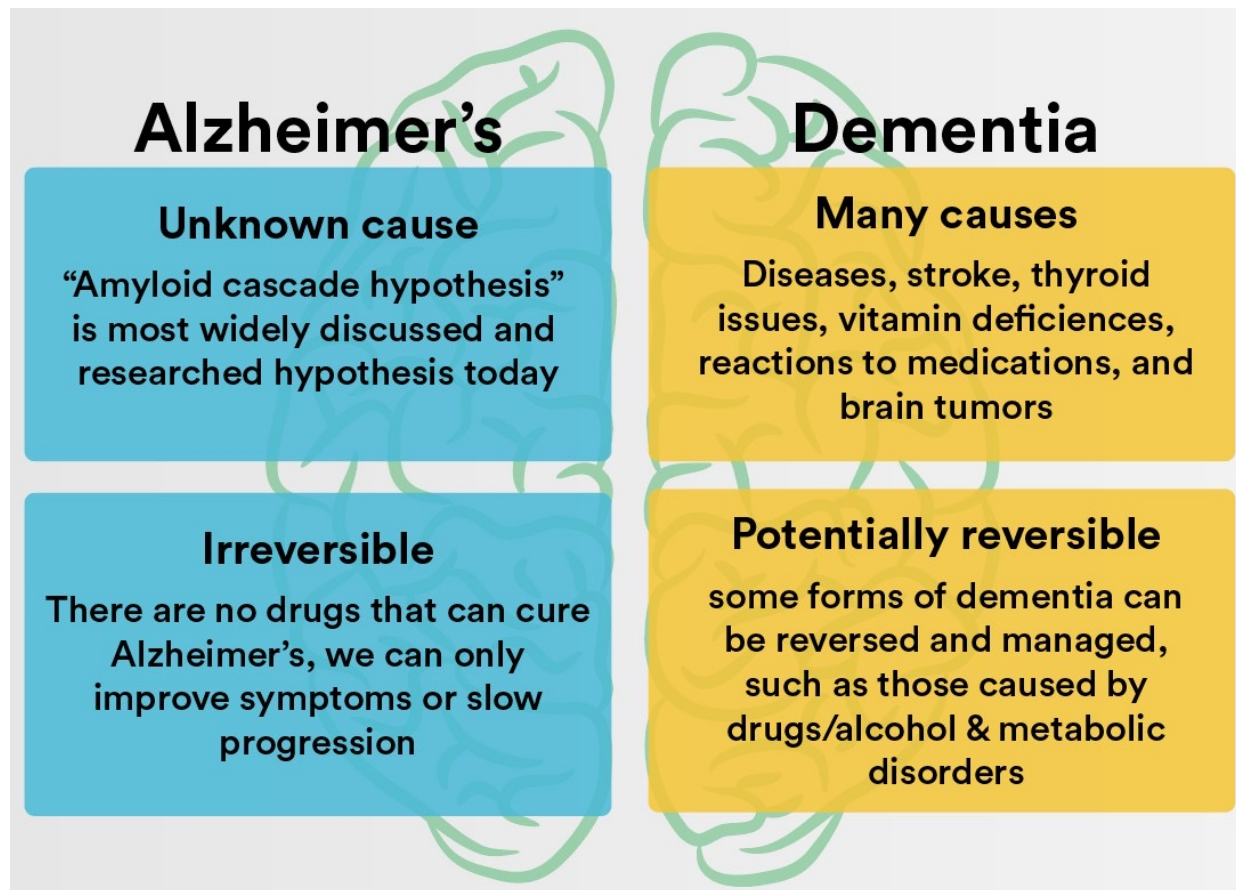 Alzheimer's
Unknown cause
“Amyloid cascade hypothesis”
is most widely discussed and
researched hypothesis today
Irreversible
There are no drugs that can cure
Alzheimer's, we can only
improve symptoms or slow
progression
Dementia
Many causes
Diseases, stroke, thyroid
issues, vitamin deficiences,
reactions to medications, and
brain tumors
Potentially reversible
some forms of dementia can
be reversed and managed,
such as those caused by
drugs/alcohol & metabolic
disorders